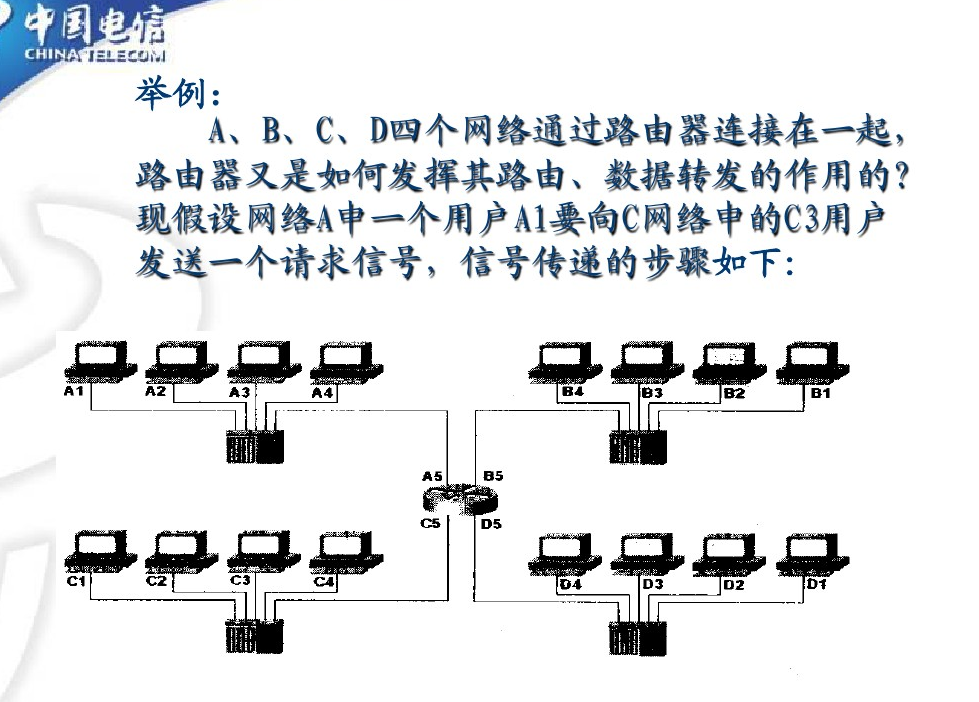 中国电信
CHINA TELECOM
举例：
A、B、C、D四个网络通过路由器连接在一起，
路由器又是如何发挥其路由、数据转发的作用的？
现假设网络A中一个用户A1要向C网络中的C3用户
发送一个请求信号，信号传递的步骤如下：
A1 A2 A3 A4 B4 B3 B2 B1
A5 B5
C5 D5
C1 C2 C3 C4 D4 D3 D2 D1